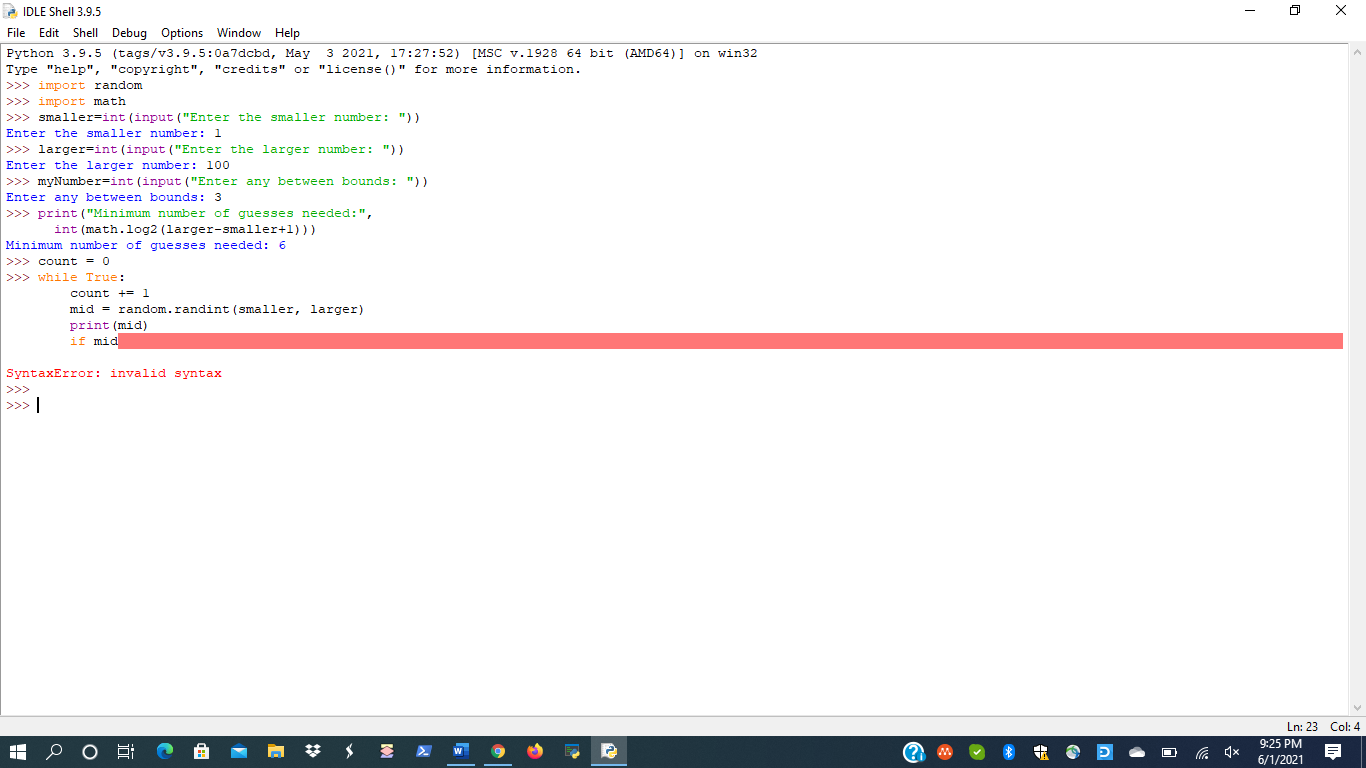 IDLE Shell 3.9.5
File Edit Shell Debug Options Window Help
Python 3.9.5 (tags/v3.9.5:0a7dcbd, May  3 2021, 17:27:52) [MSC v.1928 64 bit (AMD64)] on win32
Type "help", "copyright", "credits" or "license()" for more information.
>>> import random
>>> import math
>>> smaller=int(input("Enter the smaller number: "))
Enter the smaller number: 1
>>> larger=int(input("Enter the larger number: "))
Enter the larger number: 100
>>> myNumber=int(input("Enter any between bounds: "))
Enter any between bounds: 3
>>> print("Minimum number of guesses needed:",
      int(math.log2(larger-smaller+1)))
Minimum number of guesses needed: 6
>>> count = 0
>>> while True:
        count += 1
        mid = random.randint(smaller, larger)
        print(mid)
        if mid
SyntaxError: invalid syntax
>>>
>>>
Ln: 23 Col: 4
9:25 PM
6/1/2021